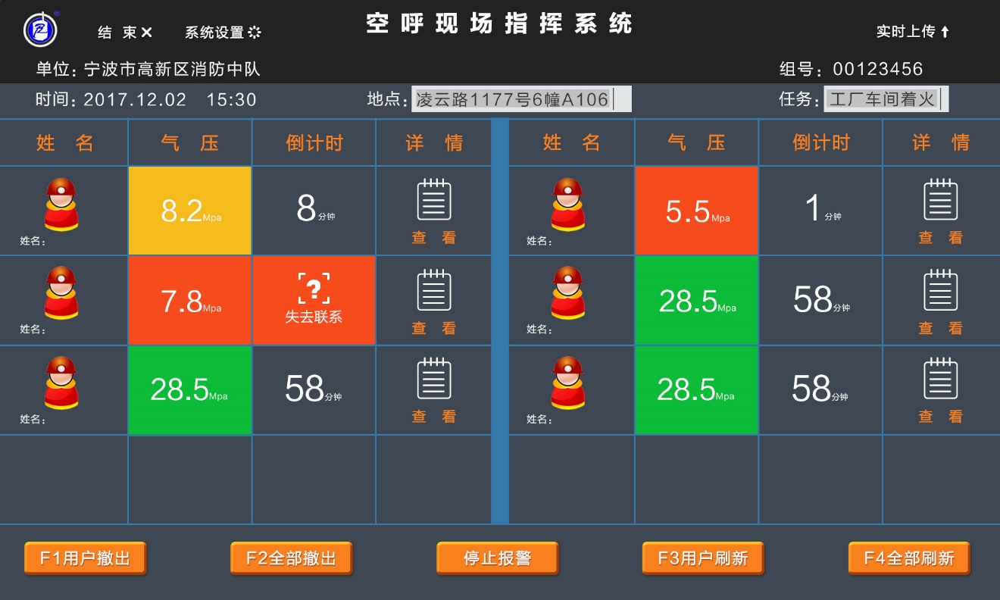 空呼现场指挥系统
结 束 系统设置 实时上传
单位：宁波市高新区消防中队 组号：00123456
时间：2017.12.02 15:30 地点：凌云路1177号6幢A106 任务：工厂车间着火
姓 名 气 压 倒计时 详 情 姓 名 气 压 倒计时 详 情
8.2Mpa 8分钟 5.5Mpa 1分钟
姓名： 查 看 姓名： 查 看
7.8Mpa ? 28.5Mpa 58分钟
失去联系
姓名： 查 看 姓名： 查 看
28.5Mpa 58分钟 28.5Mpa 58分钟
姓名： 查 看 姓名： 查 看
F1用户撤出 F2全部撤出 停止报警 F3用户刷新 F4全部刷新